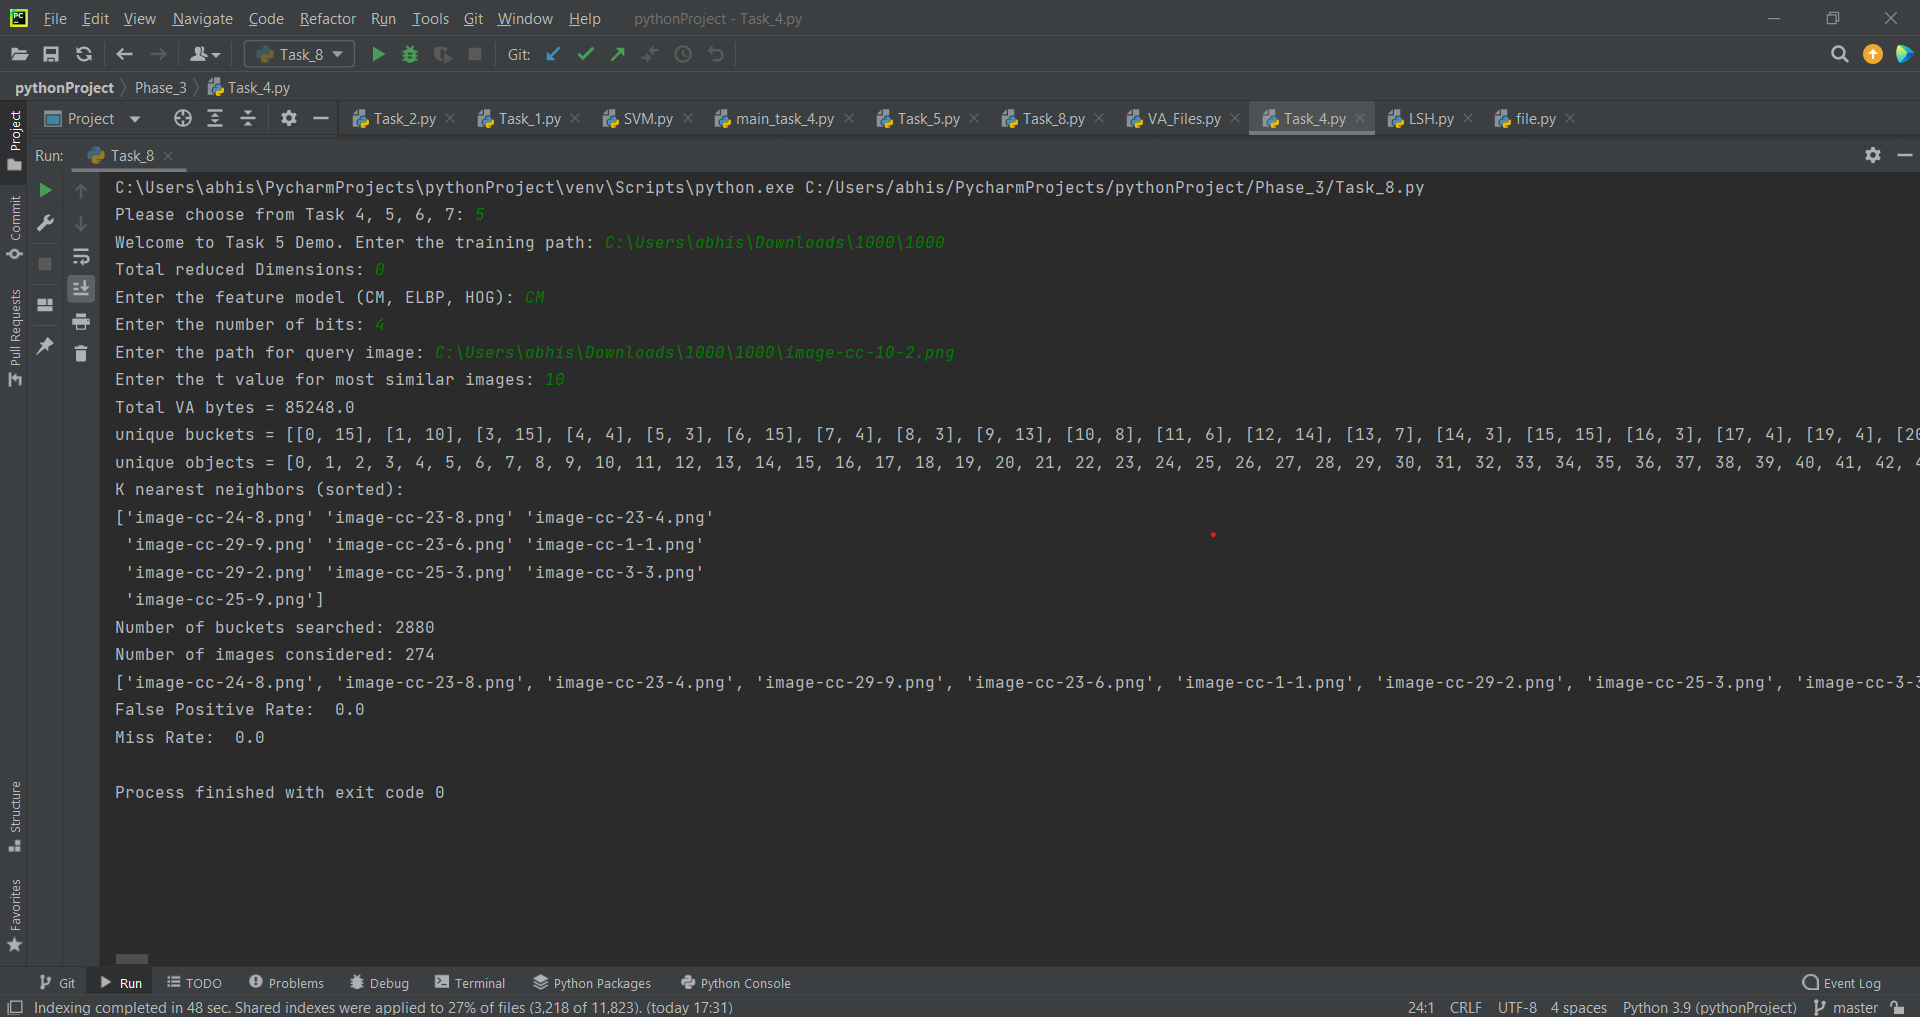 File Edit View Navigate Code Refactor Run Tools Git Window Help pythonProject - Task_4.py
Task_8 Git:
pythonProject Phase_3 Task_4.py
Project Task_2.py Task_1.py SVM.py main_task_4.py Task_5.py Task_8.py VA_Files.py Task_4.py LSH.py file.py
Run: Task_8
C:\Users\abhis\PycharmProjects\pythonProject\venv\Scripts\python.exe C:/Users/abhis/PycharmProjects/pythonProject/Phase_3/Task_8.py
Please choose from Task 4, 5, 6, 7: 5
Welcome to Task 5 Demo. Enter the training path: C:\Users\abhis\Downloads\1000\1000
Total reduced Dimensions: 0
Enter the feature model (CM, ELBP, HOG): CM
Enter the number of bits: 4
Enter the path for query image: C:\Users\abhis\Downloads\1000\1000\image-cc-10-2.png
Enter the t value for most similar images: 10
Total VA bytes = 85248.0
unique buckets = [[0, 15], [1, 10], [3, 15], [4, 4], [5, 3], [6, 15], [7, 4], [8, 3], [9, 13], [10, 8], [11, 6], [12, 14], [13, 7], [14, 3], [15, 15], [16, 3], [17, 4], [19, 4], [20
unique objects = [0, 1, 2, 3, 4, 5, 6, 7, 8, 9, 10, 11, 12, 13, 14, 15, 16, 17, 18, 19, 20, 21, 22, 23, 24, 25, 26, 27, 28, 29, 30, 31, 32, 33, 34, 35, 36, 37, 38, 39, 40, 41, 42, 4
K nearest neighbors (sorted):
['image-cc-24-8.png' 'image-cc-23-8.png' 'image-cc-23-4.png'
'image-cc-29-9.png' 'image-cc-23-6.png' 'image-cc-1-1.png'
'image-cc-29-2.png' 'image-cc-25-3.png' 'image-cc-3-3.png'
'image-cc-25-9.png']
Number of buckets searched: 2880
Number of images considered: 274
['image-cc-24-8.png', 'image-cc-23-8.png', 'image-cc-23-4.png', 'image-cc-29-9.png', 'image-cc-23-6.png', 'image-cc-1-1.png', 'image-cc-29-2.png', 'image-cc-25-3.png', 'image-cc-3-3
False Positive Rate:  0.0
Miss Rate:  0.0
Process finished with exit code 0
Project
Commit
Pull Requests
Structure
Favorites
Git Run TODO Problems Debug Terminal Python Packages Python Console Event Log
Indexing completed in 48 sec. Shared indexes were applied to 27% of files (3,218 of 11,823). (today 17:31) 24:1 CRLF UTF-8 4 spaces Python 3.9 (pythonProject) master